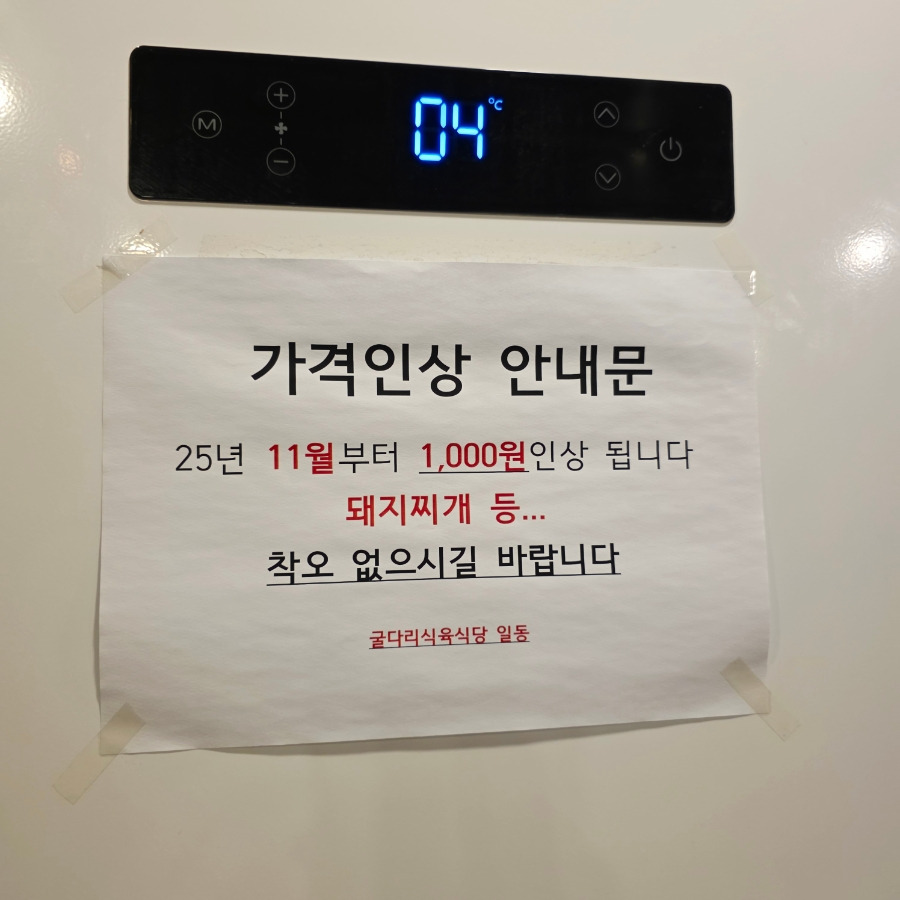 M
04 °C
가격인상 안내문
25년 11월부터 1,000원인상 됩니다
돼지찌개 등...
착오 없으시길 바랍니다
굴다리식육식당 일동